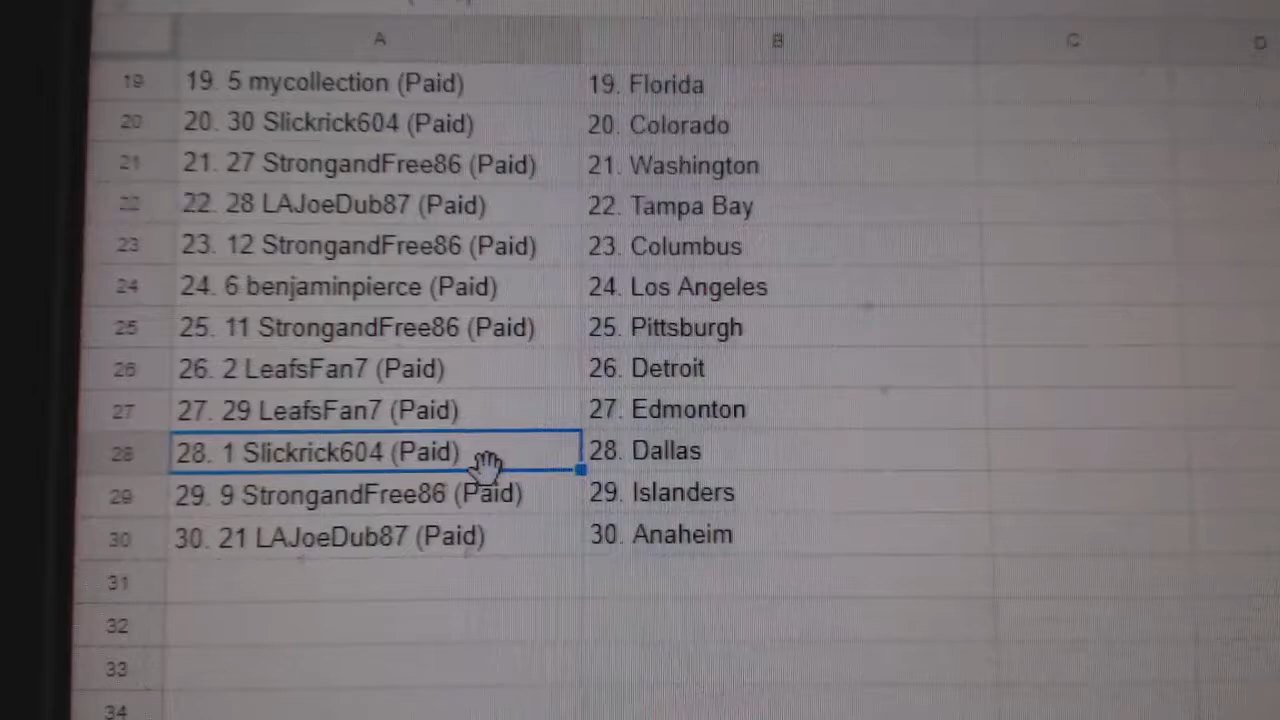 A B C D
19 19. 5 mycollection (Paid) 19. Florida
20 20. 30 Slickrick604 (Paid) 20. Colorado
21 21. 27 StrongandFree86 (Paid) 21. Washington
22 22. 28 LAJoeDub87 (Paid) 22. Tampa Bay
23 23. 12 StrongandFree86 (Paid) 23. Columbus
24 24. 6 benjaminpierce (Paid) 24. Los Angeles
25 25. 11 StrongandFree86 (Paid) 25. Pittsburgh
26 26. 2 LeafsFan7 (Paid) 26. Detroit
27 27. 29 LeafsFan7 (Paid) 27. Edmonton
28 28. 1 Slickrick604 (Paid) 28. Dallas
29 29. 9 StrongandFree86 (Paid) 29. Islanders
30 30. 21 LAJoeDub87 (Paid) 30. Anaheim
31
32
33
34